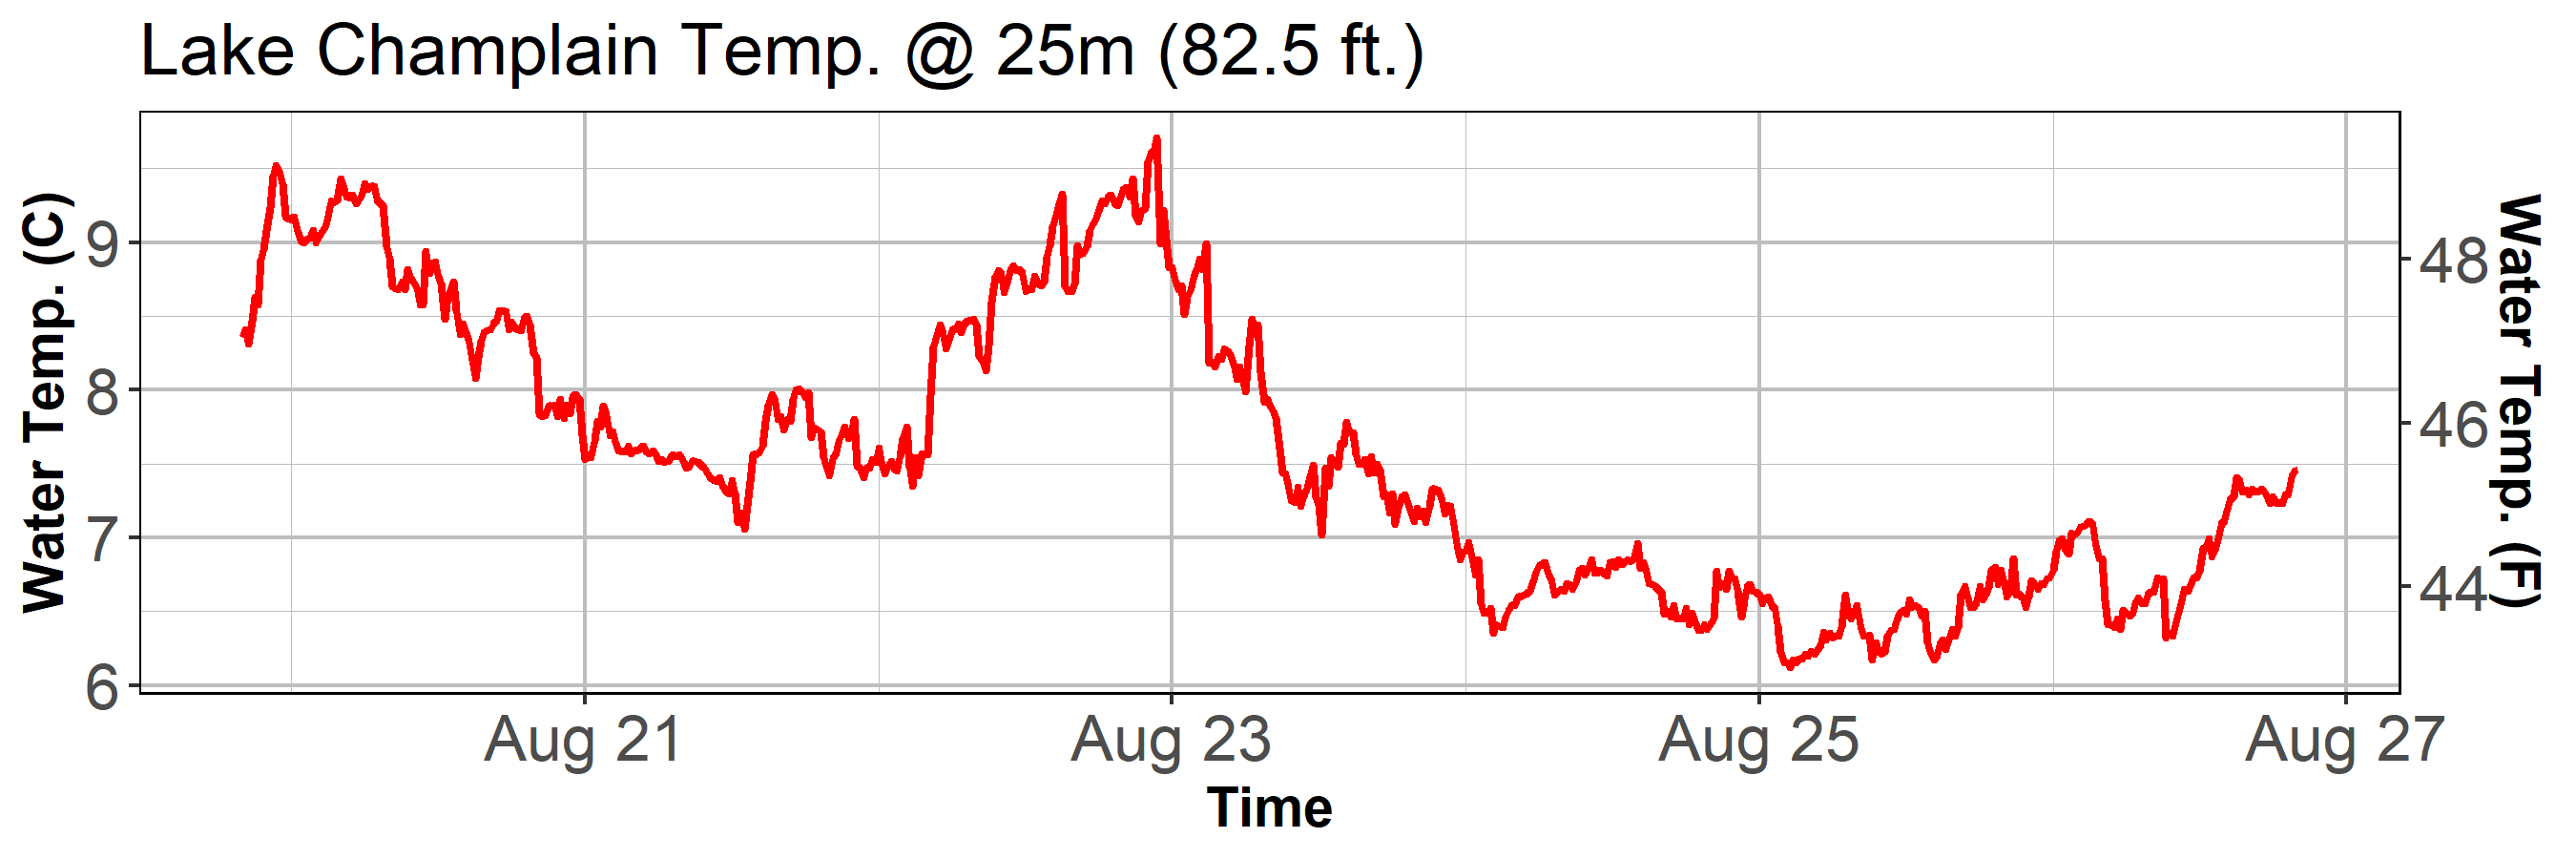 Lake Champlain Temp. @ 25m (82.5 ft.)
Water Temp. (C)
9
8
7
6
48
46
44
Water Temp. (F)
Aug 21
Aug 23
Aug 25
Aug 27
Time